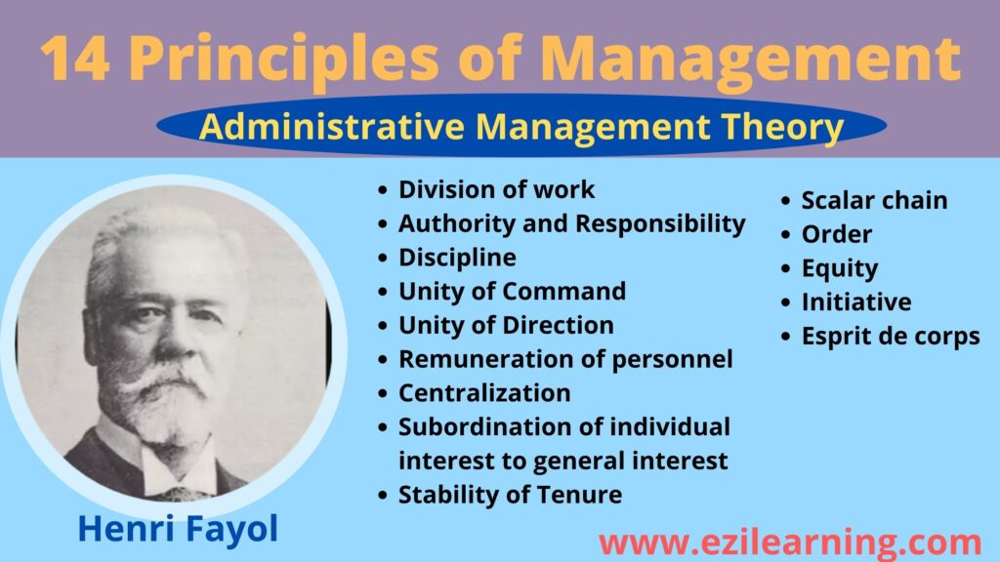 14 Principles of Management
Administrative Management Theory
• Division of work
• Authority and Responsibility
• Discipline
• Unity of Command
• Unity of Direction
• Remuneration of personnel
• Centralization
• Subordination of individual
interest to general interest
• Stability of Tenure
• Scalar chain
• Order
• Equity
• Initiative
• Esprit de corps
Henri Fayol
www.ezilearning.com